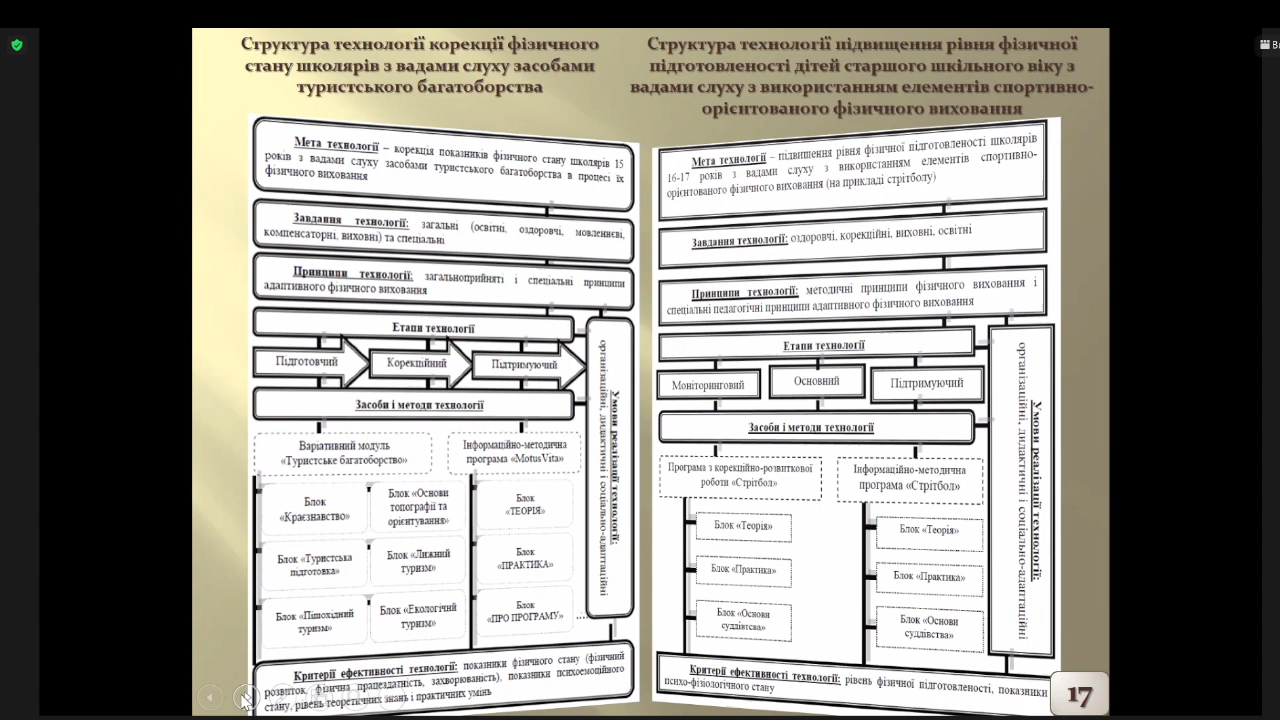 Структура технології корекції фізичного
стану школярів з вадами слуху засобами
туристського багатоборства
Мета технології – корекція показників фізичного стану школярів 15
років з вадами слуху засобами туристського багатоборства в процесі їх
фізичного виховання
Завдання технології: загальні (освітні, оздоровчі, мовленнєві,
компенсаторні, виховні) та спеціальні
Принципи технології: загальноприйняті і спеціальні принципи
адаптивного фізичного виховання
Етапи технології
Підготовчий
Корекційний
Підтримуючий
Засоби і методи технології
Варіативний модуль
«Туристське багатоборство»
Інформаційно-методична
програма «MotusVita»
Блок
«Краєзнавство»
Блок «Основи
топографії та
орієнтування»
Блок
«ТЕОРІЯ»
Блок «Туристська
підготовка»
Блок «Лижний
туризм»
Блок
«ПРАКТИКА»
Блок «Пішохідний
туризм»
Блок «Екологічний
туризм»
Блок
«ПРО ПРОГРАМУ»
....
Умови реалізації технології:
організаційні, дидактичні і соціально-адаптаційні
Критерії ефективності технології: показники фізичного стану (фізичний
розвиток, фізична працездатність, захворюваність), показники психоемоційного
стану, рівень теоретичних знань і практичних умінь
Структура технології підвищення рівня фізичної
підготовленості дітей старшого шкільного віку з
вадами слуху з використанням елементів спортивно-
орієнтованого фізичного виховання
Мета технології – підвищення рівня фізичної підготовленості школярів
16-17 років з вадами слуху з використанням елементів спортивно-
орієнтованого фізичного виховання (на прикладі стрітболу)
Завдання технології: оздоровчі, корекційні, виховні, освітні
Принципи технології: методичні принципи фізичного виховання і
спеціальні педагогічні принципи адаптивного фізичного виховання
Етапи технології
Моніторинговий
Основний
Підтримуючий
Засоби і методи технології
Програма з корекційно-розвиткової
роботи «Стрітбол»
Інформаційно-методична
програма «Стрітбол»
Блок «Теорія»
Блок «Теорія»
Блок «Практика»
Блок «Практика»
Блок «Основи
суддівтсва»
Блок «Основи
суддівтсва»
Умови реалізації технології:
організаційні, дидактичні і соціально-адаптаційні
Критерії ефективності технології: рівень фізичної підготовленості, показники
психо-фізіологічного стану
17